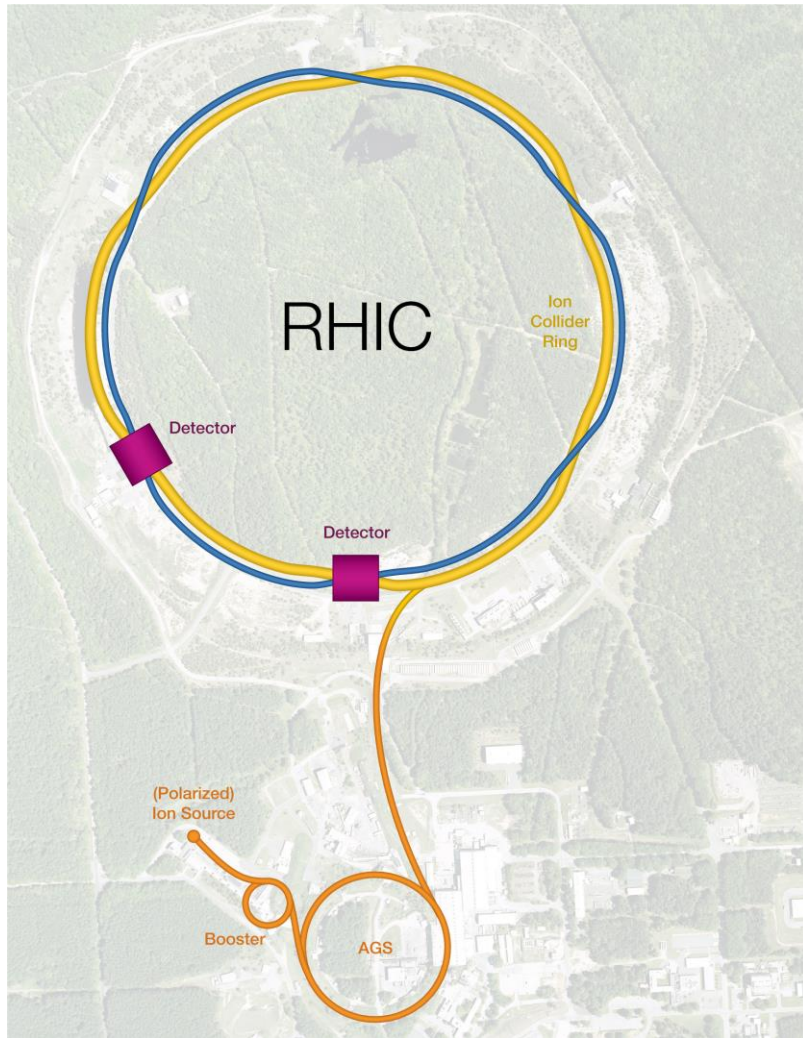 RHIC
Ion
Collider
Ring
Detector
Detector
(Polarized)
Ion Source
Booster
AGS